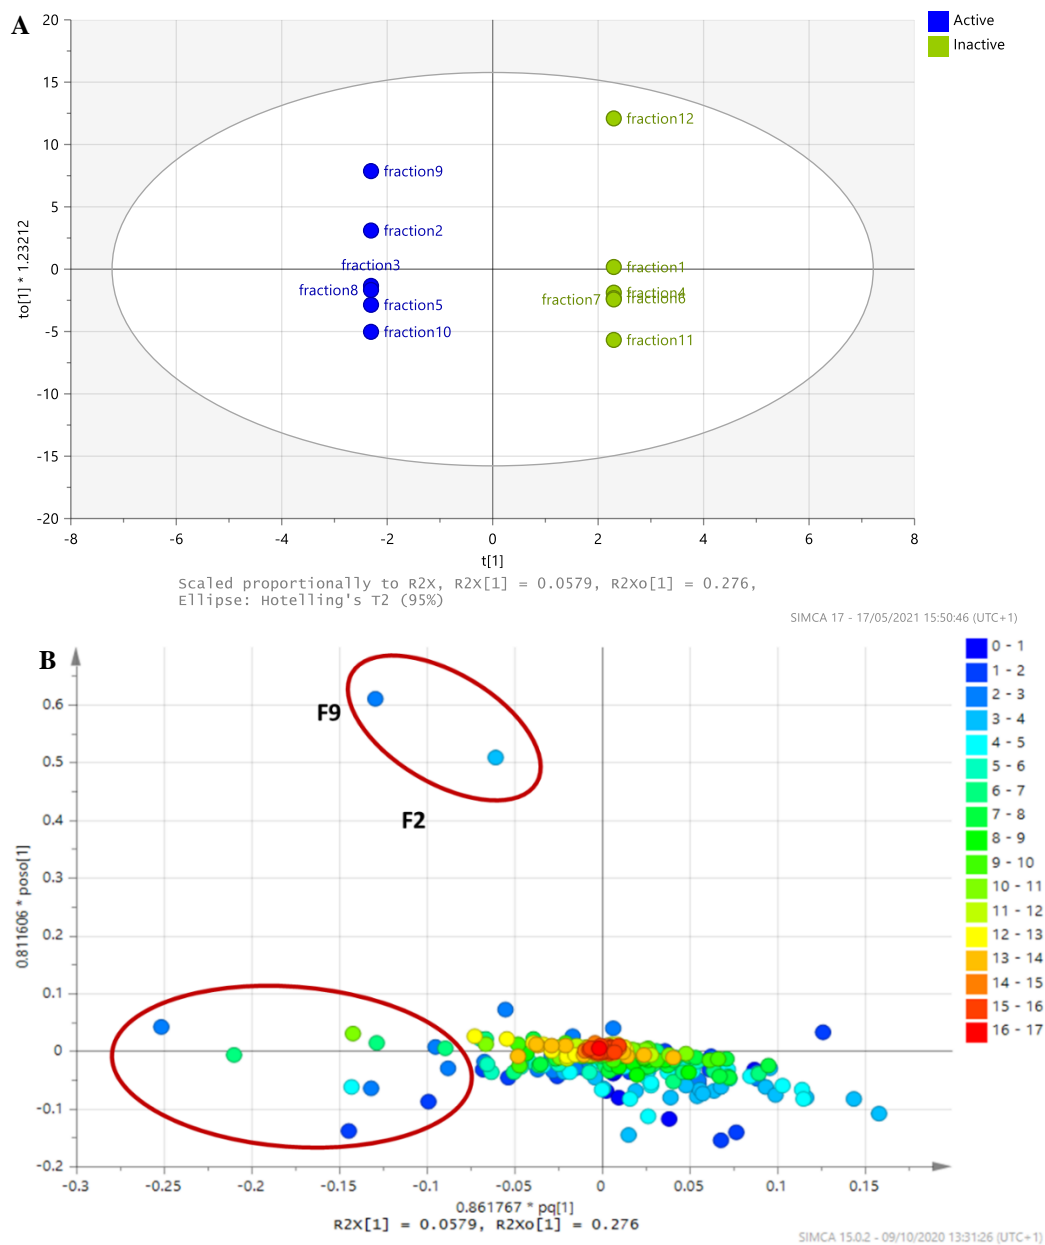 A
Active
Inactive
20
15
10
5
0
-5
-10
-15
-20
to[1] * 1.23212
fraction12
fraction9
fraction2
fraction3
fraction1
fraction8
fraction4
fraction7
fraction6
fraction5
fraction10
fraction11
-8 -6 -4 -2 0 2 4 6 8
t[1]
Scaled proportionally to R2X, R2X[1] = 0.0579, R2Xo[1] = 0.276,
Ellipse: Hotelling's T2 (95%)
SIMCA 17 - 17/05/2021 15:50:46 (UTC+1)
B
0 - 1
1 - 2
2 - 3
3 - 4
4 - 5
5 - 6
6 - 7
7 - 8
8 - 9
9 - 10
10 - 11
11 - 12
12 - 13
13 - 14
14 - 15
15 - 16
16 - 17
0.6
0.5
0.4
0.3
0.2
0.1
0
-0.1
-0.2
0.811606 * poso[1]
F9
F2
-0.3 -0.25 -0.2 -0.15 -0.1 -0.05 0 0.05 0.1 0.15
0.861767 * pq[1]
R2X[1] = 0.0579, R2Xo[1] = 0.276
SIMCA 15.0.2 - 09/10/2020 13:31:26 (UTC+1)